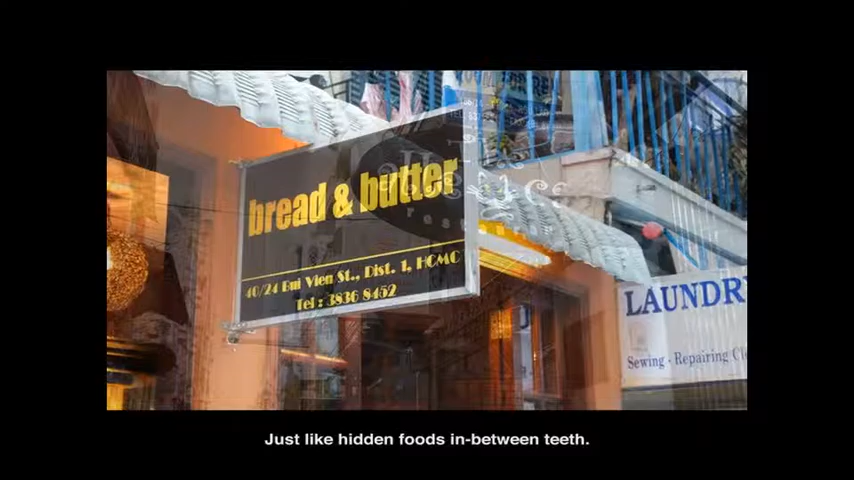 bread & butter
40/24 Bui Vien St., Dist. 1, HCMC
Tel : 3836 8452
LAUNDR
Sewing - Repairing Cl
Just like hidden foods in-between teeth.